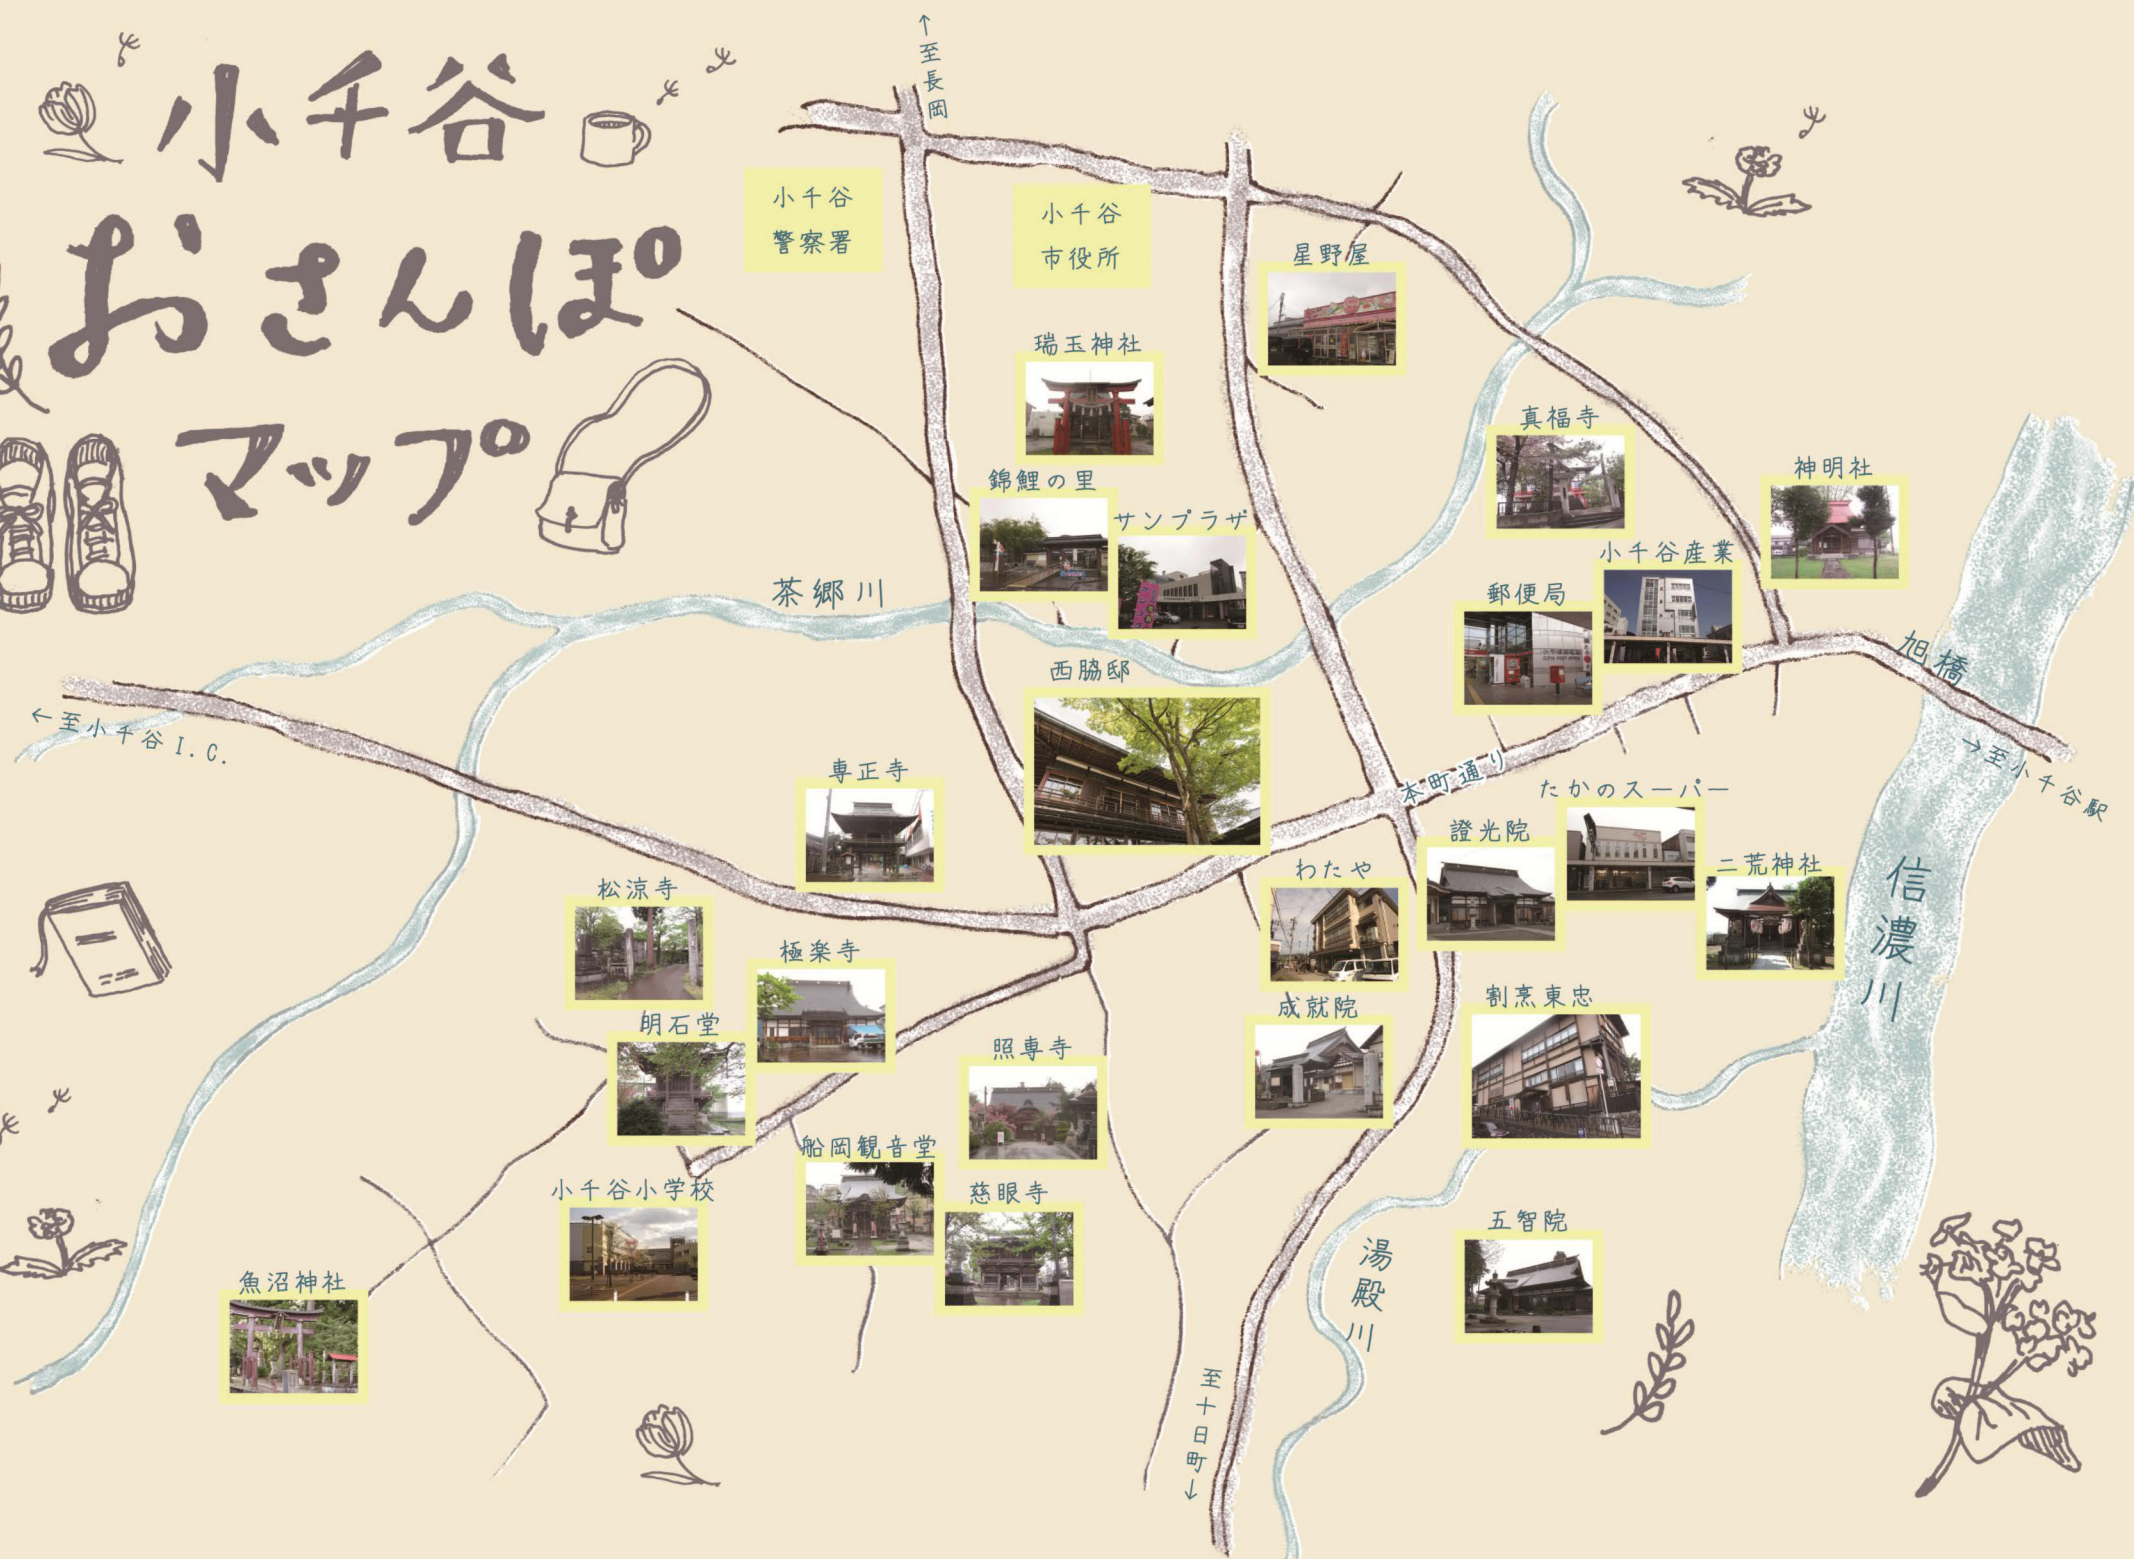 小千谷
おさんぽ
マップ
↑至長岡
小千谷
警察署
小千谷
市役所
星野屋
瑞玉神社
真福寺
神明社
錦鯉の里
サンプラザ
小千谷産業
郵便局
茶郷川
旭橋
西脇邸
←至小千谷I.C.
→至小千谷駅
本町通り
専正寺
たかのスーパー
證光院
わたや
二荒神社
松涼寺
信濃川
極楽寺
割烹東忠
成就院
明石堂
照専寺
船岡観音堂
小千谷小学校
慈眼寺
五智院
湯殿川
魚沼神社
至十日町↓